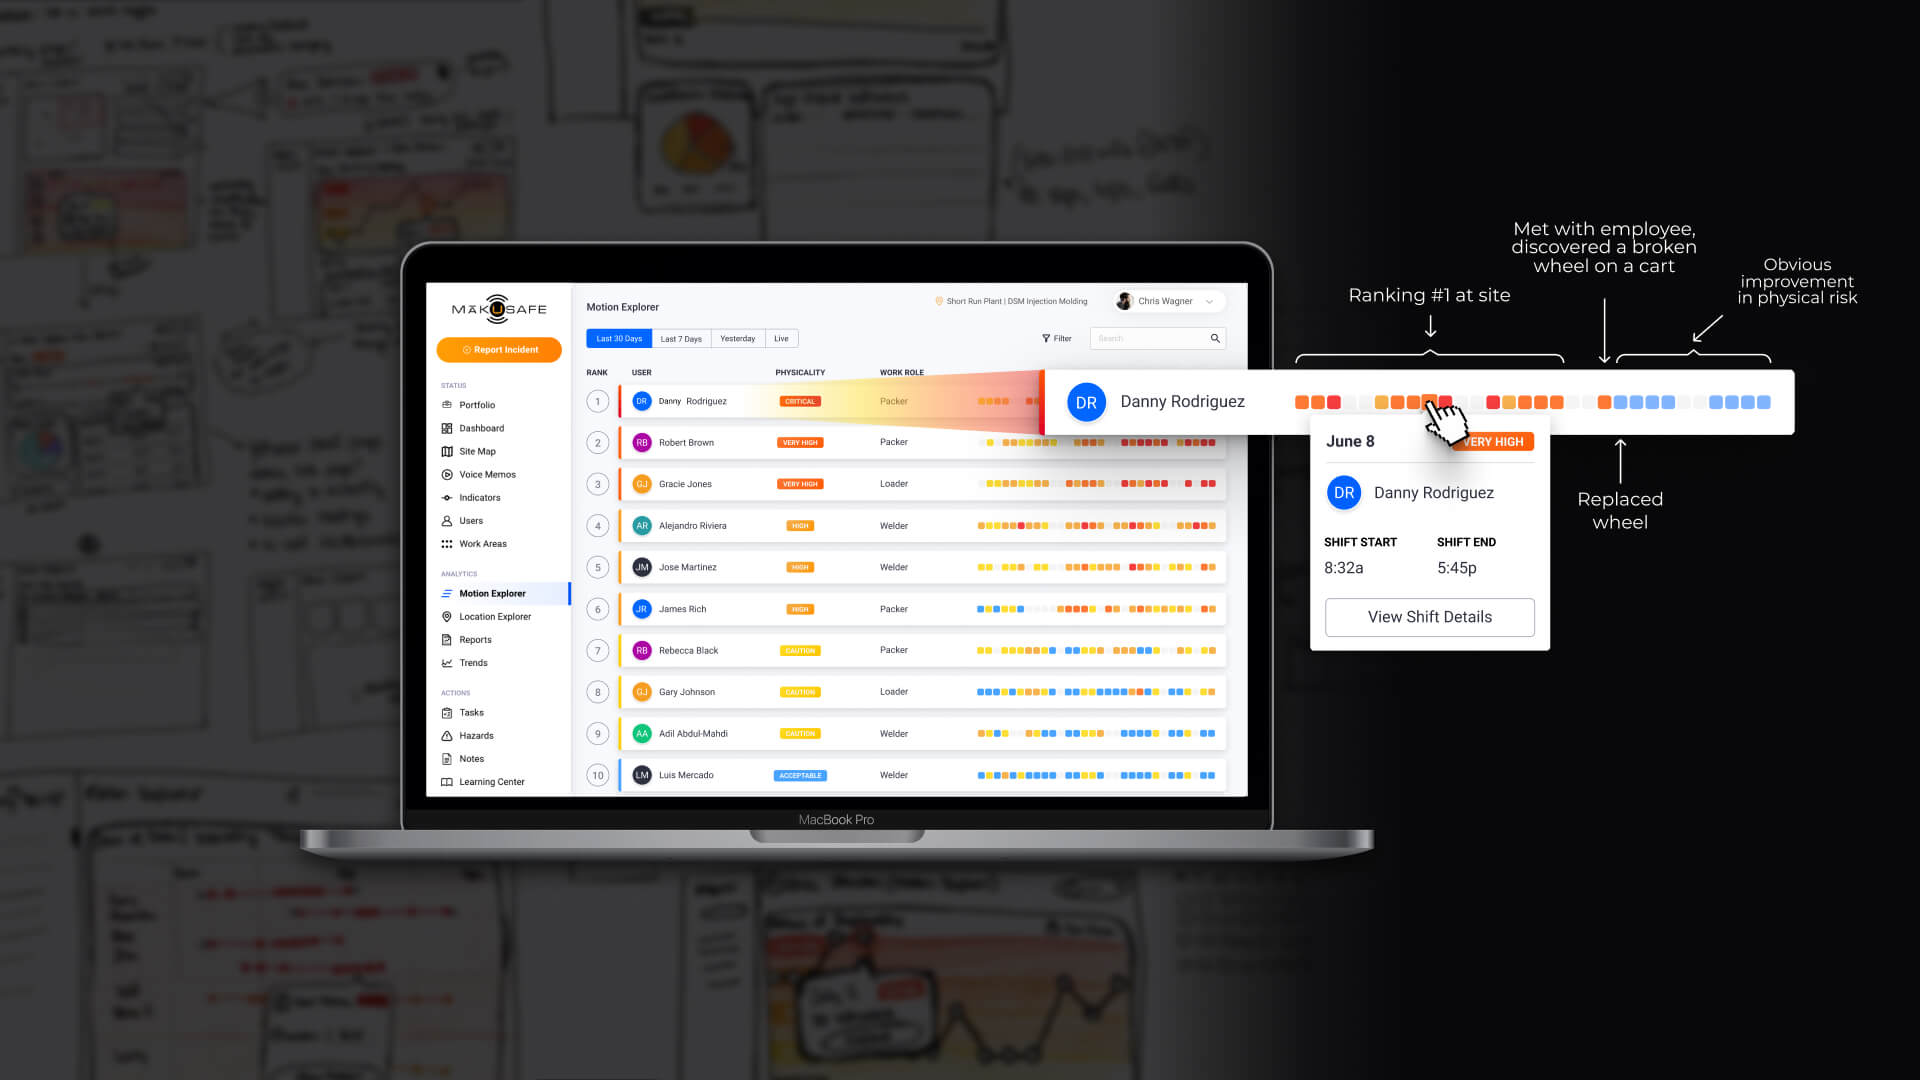 MĀKUSAFE
Report Incident
STATUS
Portfolio
Dashboard
Site Map
Voice Memos
Indicators
Users
Work Areas
ANALYTICS
Motion Explorer
Location Explorer
Reports
Trends
ACTIONS
Tasks
Hazards
Notes
Learning Center
Motion Explorer
Short Run Plant | DSM Injection Molding
Chris Wagner
Last 30 Days Last 7 Days Yesterday Live
Filter
Search
RANK USER PHYSICALITY WORK ROLE
1 DR Danny Rodriguez CRITICAL Packer
2 RB Robert Brown VERY HIGH Packer
3 GJ Gracie Jones VERY HIGH Loader
4 AR Alejandro Riviera HIGH Welder
5 JM Jose Martinez HIGH Welder
6 JR James Rich HIGH Packer
7 RB Rebecca Black CAUTION Packer
8 GJ Gary Johnson CAUTION Loader
9 AA Adil Abdul-Mahdi CAUTION Welder
10 LM Luis Mercado ACCEPTABLE Welder
MacBook Pro
Ranking #1 at site
Met with employee,
discovered a broken
wheel on a cart
Obvious
improvement
in physical risk
DR Danny Rodriguez
June 8 VERY HIGH
DR Danny Rodriguez
SHIFT START SHIFT END
8:32a 5:45p
View Shift Details
Replaced
wheel